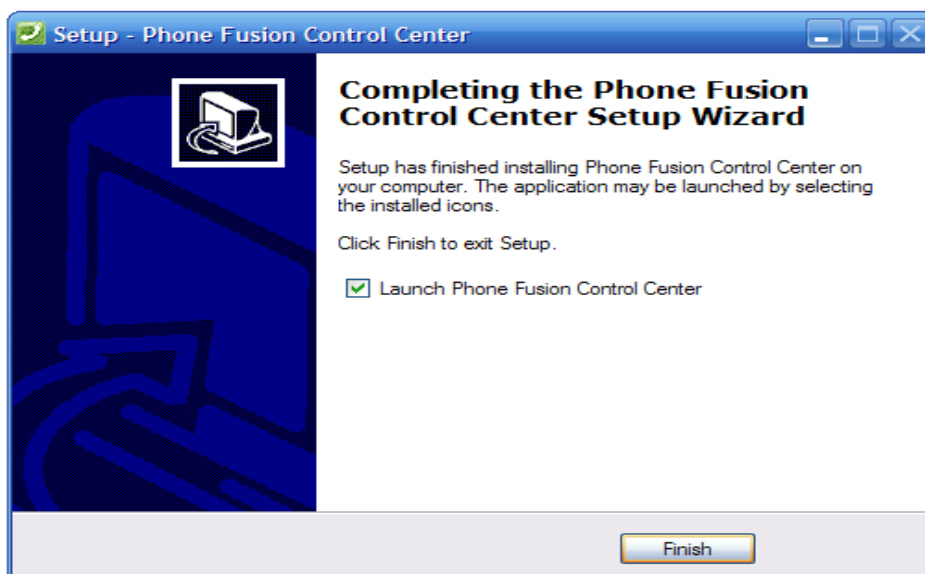 Setup - Phone Fusion Control Center
Completing the Phone Fusion
Control Center Setup Wizard
Setup has finished installing Phone Fusion Control Center on
your computer. The application may be launched by selecting
the installed icons.
Click Finish to exit Setup.
Launch Phone Fusion Control Center
Finish